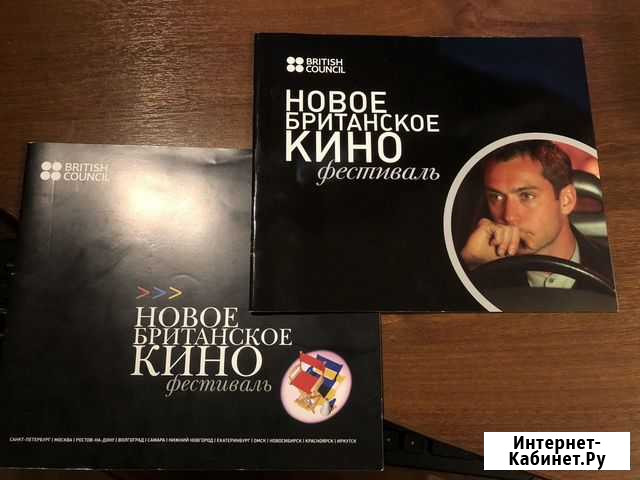 BRITISH
COUNCIL
НОВОЕ
БРИТАНСКОЕ
КИНО
фестиваль
BRITISH
COUNCIL
>>>
НОВОЕ
БРИТАНСКОЕ
КИНО
фестиваль
САНКТ-ПЕТЕРБУРГ | МОСКВА | РОСТОВ-НА-ДОНУ | ВОЛГОГРАД | САМАРА | НИЖНИЙ НОВГОРОД | ЕКАТЕРИНБУРГ | ОМСК | НОВОСИБИРСК | КРАСНОЯРСК | ИРКУТСК
Интернет-
Кабинет.Ру